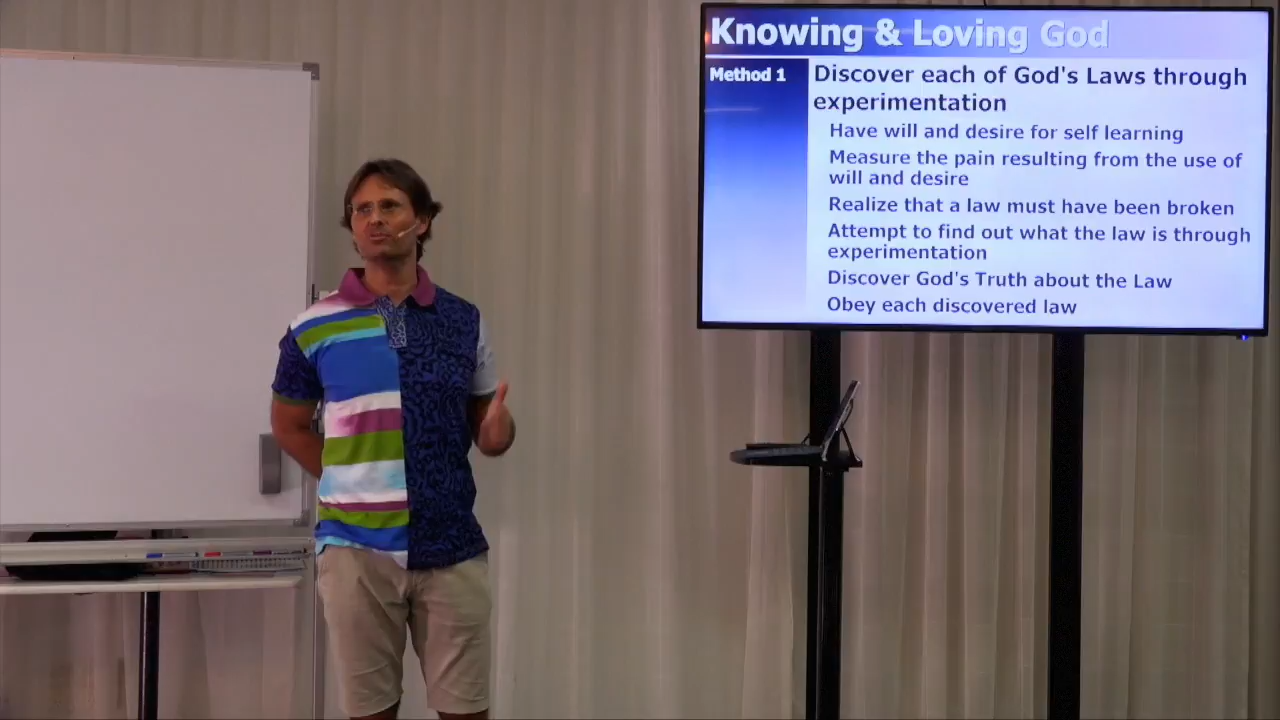 Knowing & Loving God
Method 1
Discover each of God's Laws through
experimentation
Have will and desire for self learning
Measure the pain resulting from the use of
will and desire
Realize that a law must have been broken
Attempt to find out what the law is through
experimentation
Discover God's Truth about the Law
Obey each discovered law